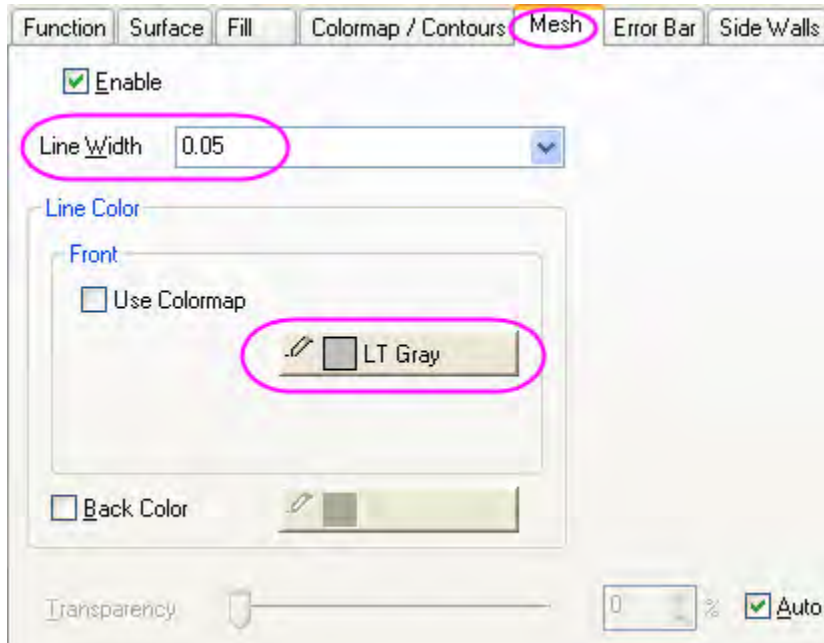 Function Surface Fill Colormap / Contours Mesh Error Bar Side Walls
Enable
Line Width 0.05
Line Color
Front
Use Colormap
LT Gray
Back Color
Transparency 0 % Auto